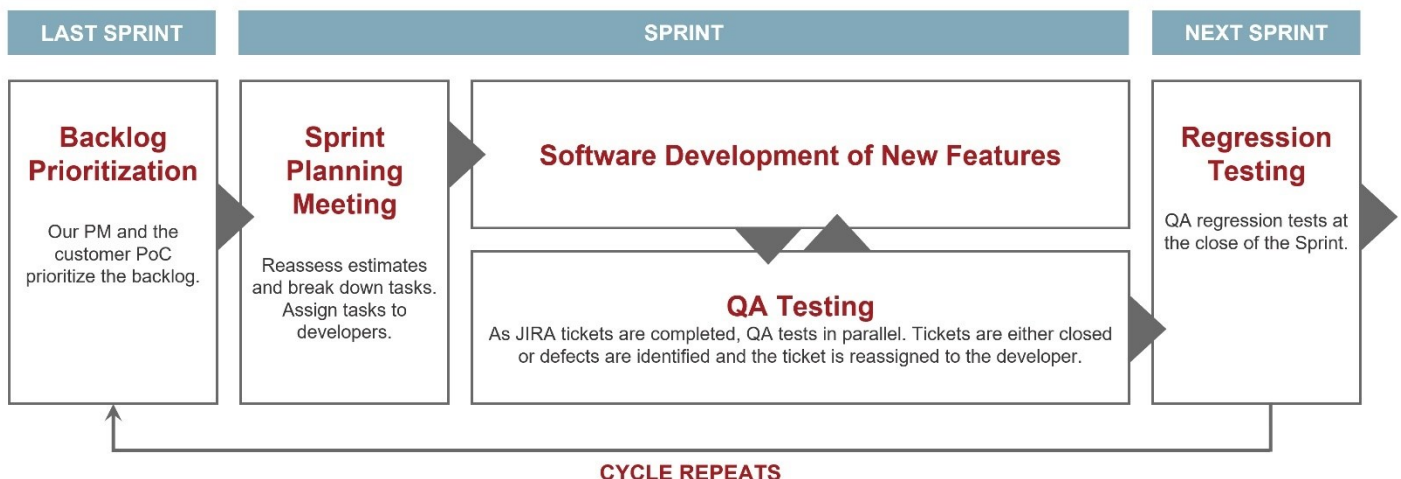 LAST SPRINT
SPRINT
NEXT SPRINT
Backlog
Prioritization
Our PM and the
customer PoC
prioritize the backlog.
Sprint
Planning
Meeting
Reassess estimates
and break down tasks.
Assign tasks to
developers.
Software Development of New Features
QA Testing
As JIRA tickets are completed, QA tests in parallel. Tickets are either closed
or defects are identified and the ticket is reassigned to the developer.
Regression
Testing
QA regression tests at
the close of the Sprint.
CYCLE REPEATS